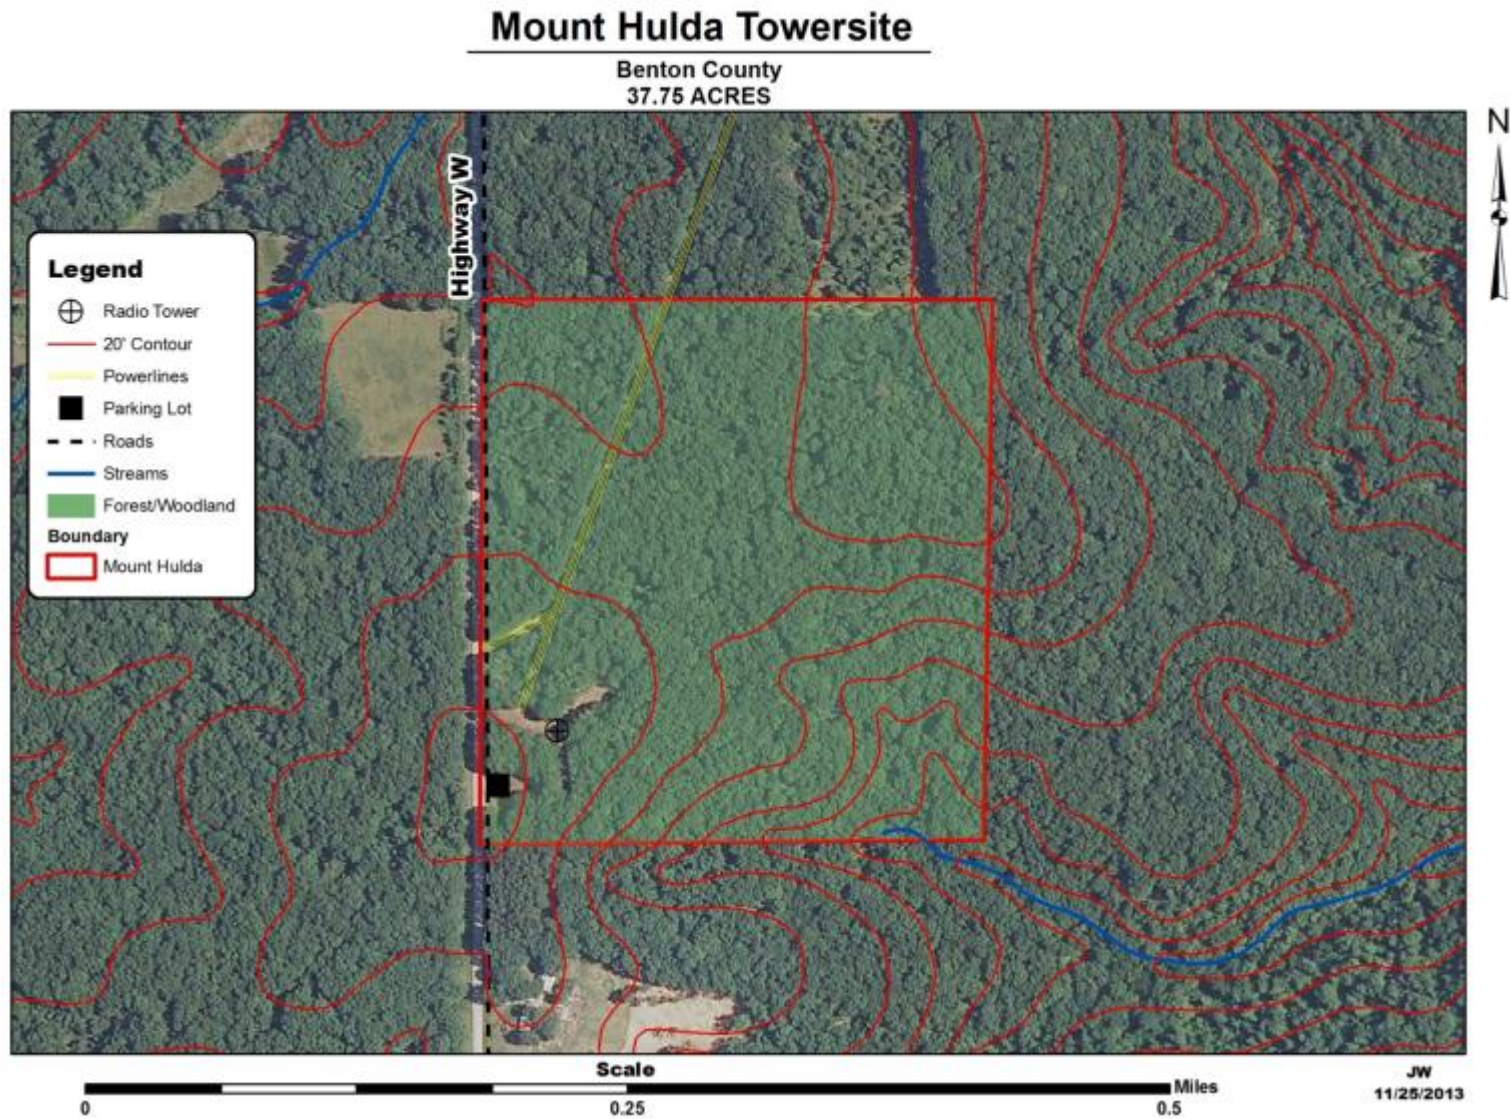 Mount Hulda Towersite
Benton County
37.75 ACRES
N
Highway W
Legend
Radio Tower
20' Contour
Powerlines
Parking Lot
Roads
Streams
Forest/Woodland
Boundary
Mount Hulda
Scale
Miles
0
0.25
0.5
JW
11/25/2013